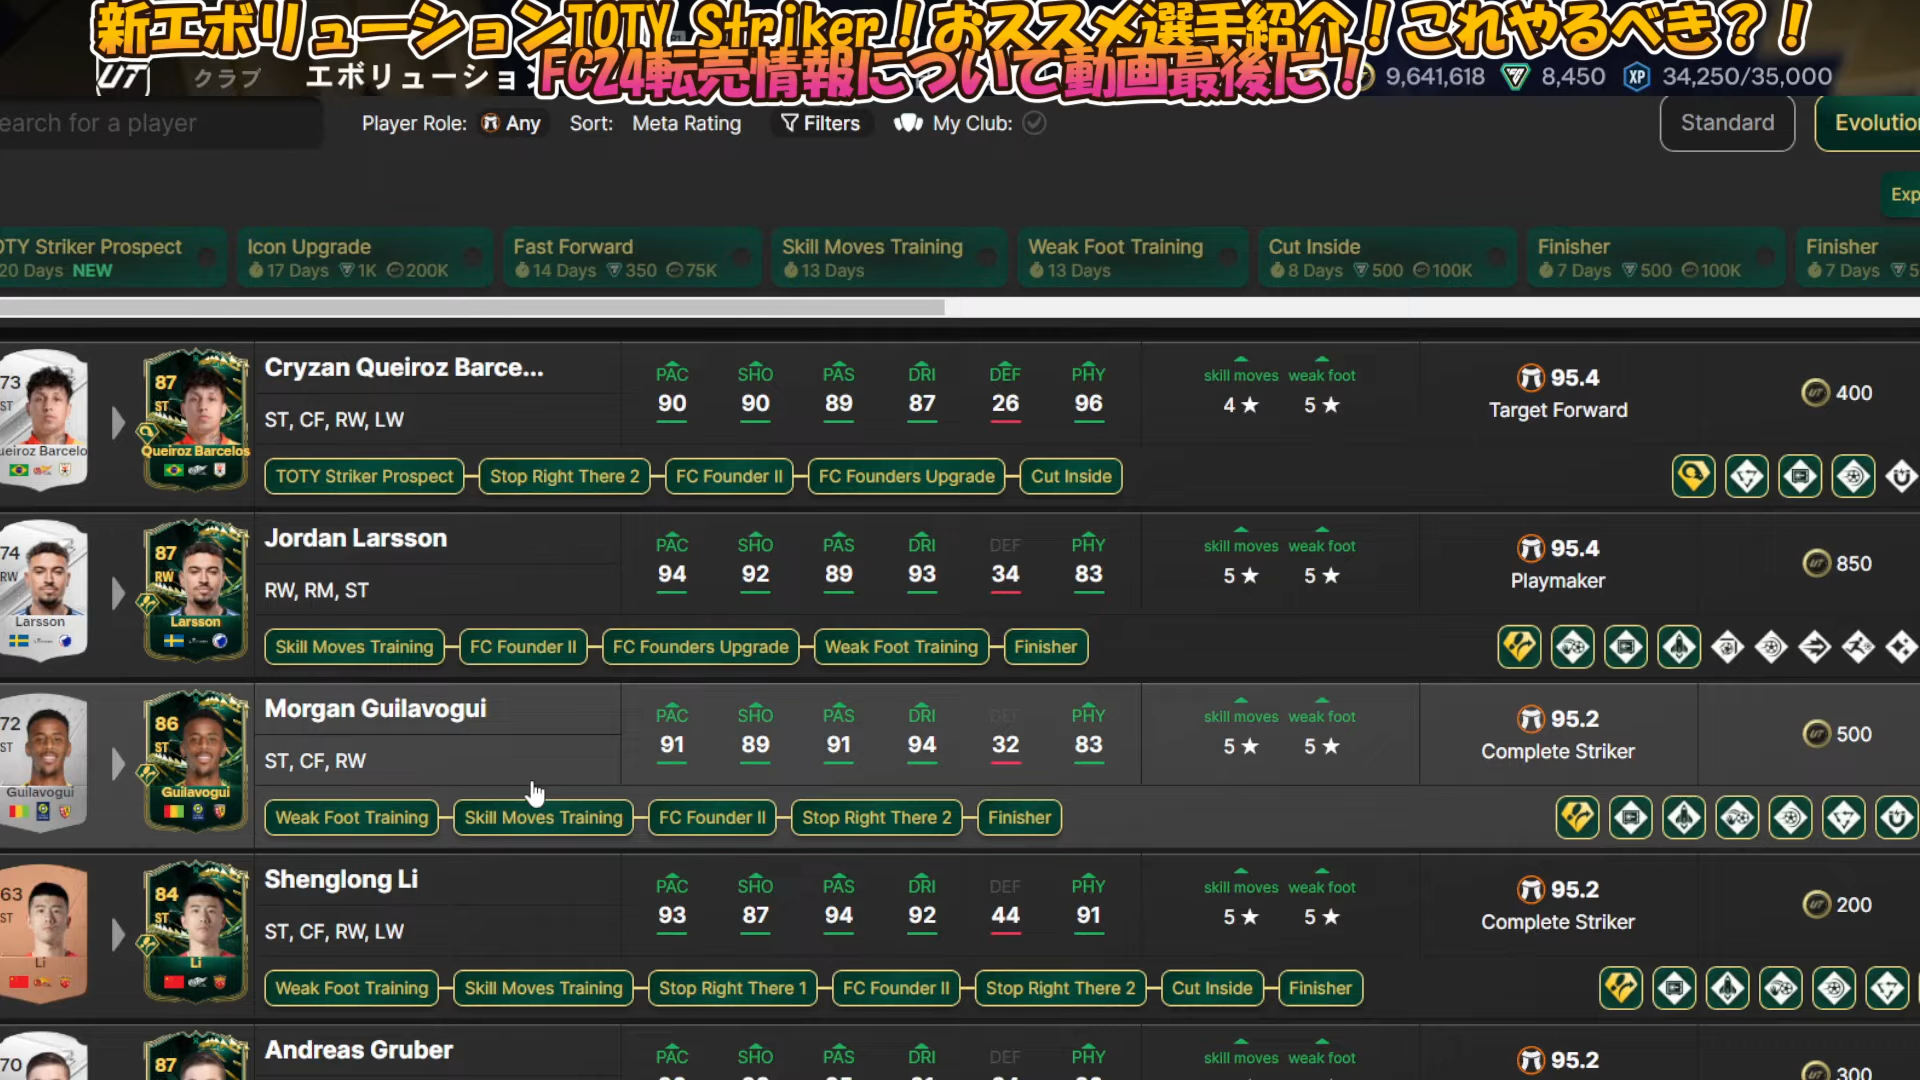 新エボリューションTOTY Striker！おススメ選手紹介！これやるべき？！
FC24転売情報について動画最後に！
UT クラブ エボリューション 9,641,618 8,450 XP 34,250/35,000
earch for a player Player Role: Any Sort: Meta Rating Filters My Club: Standard Evolutio
Exp
OTY Striker Prospect Icon Upgrade Fast Forward Skill Moves Training Weak Foot Training Cut Inside Finisher Finisher
20 Days NEW 17 Days 1K 200K 14 Days 350 75K 13 Days 13 Days 8 Days 500 100K 7 Days 500 100K 7 Days 5
73 ST ueiroz Barcelo
87 ST Queiroz Barcelos
Cryzan Queiroz Barce...
ST, CF, RW, LW
PAC SHO PAS DRI DEF PHY
90 90 89 87 26 96
skill moves weak foot
4 ★ 5 ★
95.4
Target Forward
UT 400
TOTY Striker Prospect Stop Right There 2 FC Founder II FC Founders Upgrade Cut Inside
74 RW Larsson
87 RW Larsson
Jordan Larsson
RW, RM, ST
PAC SHO PAS DRI DEF PHY
94 92 89 93 34 83
skill moves weak foot
5 ★ 5 ★
95.4
Playmaker
UT 850
Skill Moves Training FC Founder II FC Founders Upgrade Weak Foot Training Finisher
72 ST Guilavogui
86 ST Guilavogui
Morgan Guilavogui
ST, CF, RW
PAC SHO PAS DRI DEF PHY
91 89 91 94 32 83
skill moves weak foot
5 ★ 5 ★
95.2
Complete Striker
UT 500
Weak Foot Training Skill Moves Training FC Founder II Stop Right There 2 Finisher
63 ST Li
84 ST Li
Shenglong Li
ST, CF, RW, LW
PAC SHO PAS DRI DEF PHY
93 87 94 92 44 91
skill moves weak foot
5 ★ 5 ★
95.2
Complete Striker
UT 200
Weak Foot Training Skill Moves Training Stop Right There 1 FC Founder II Stop Right There 2 Cut Inside Finisher
70
87
Andreas Gruber
PAC SHO PAS DRI DEF PHY
skill moves weak foot
95.2
300